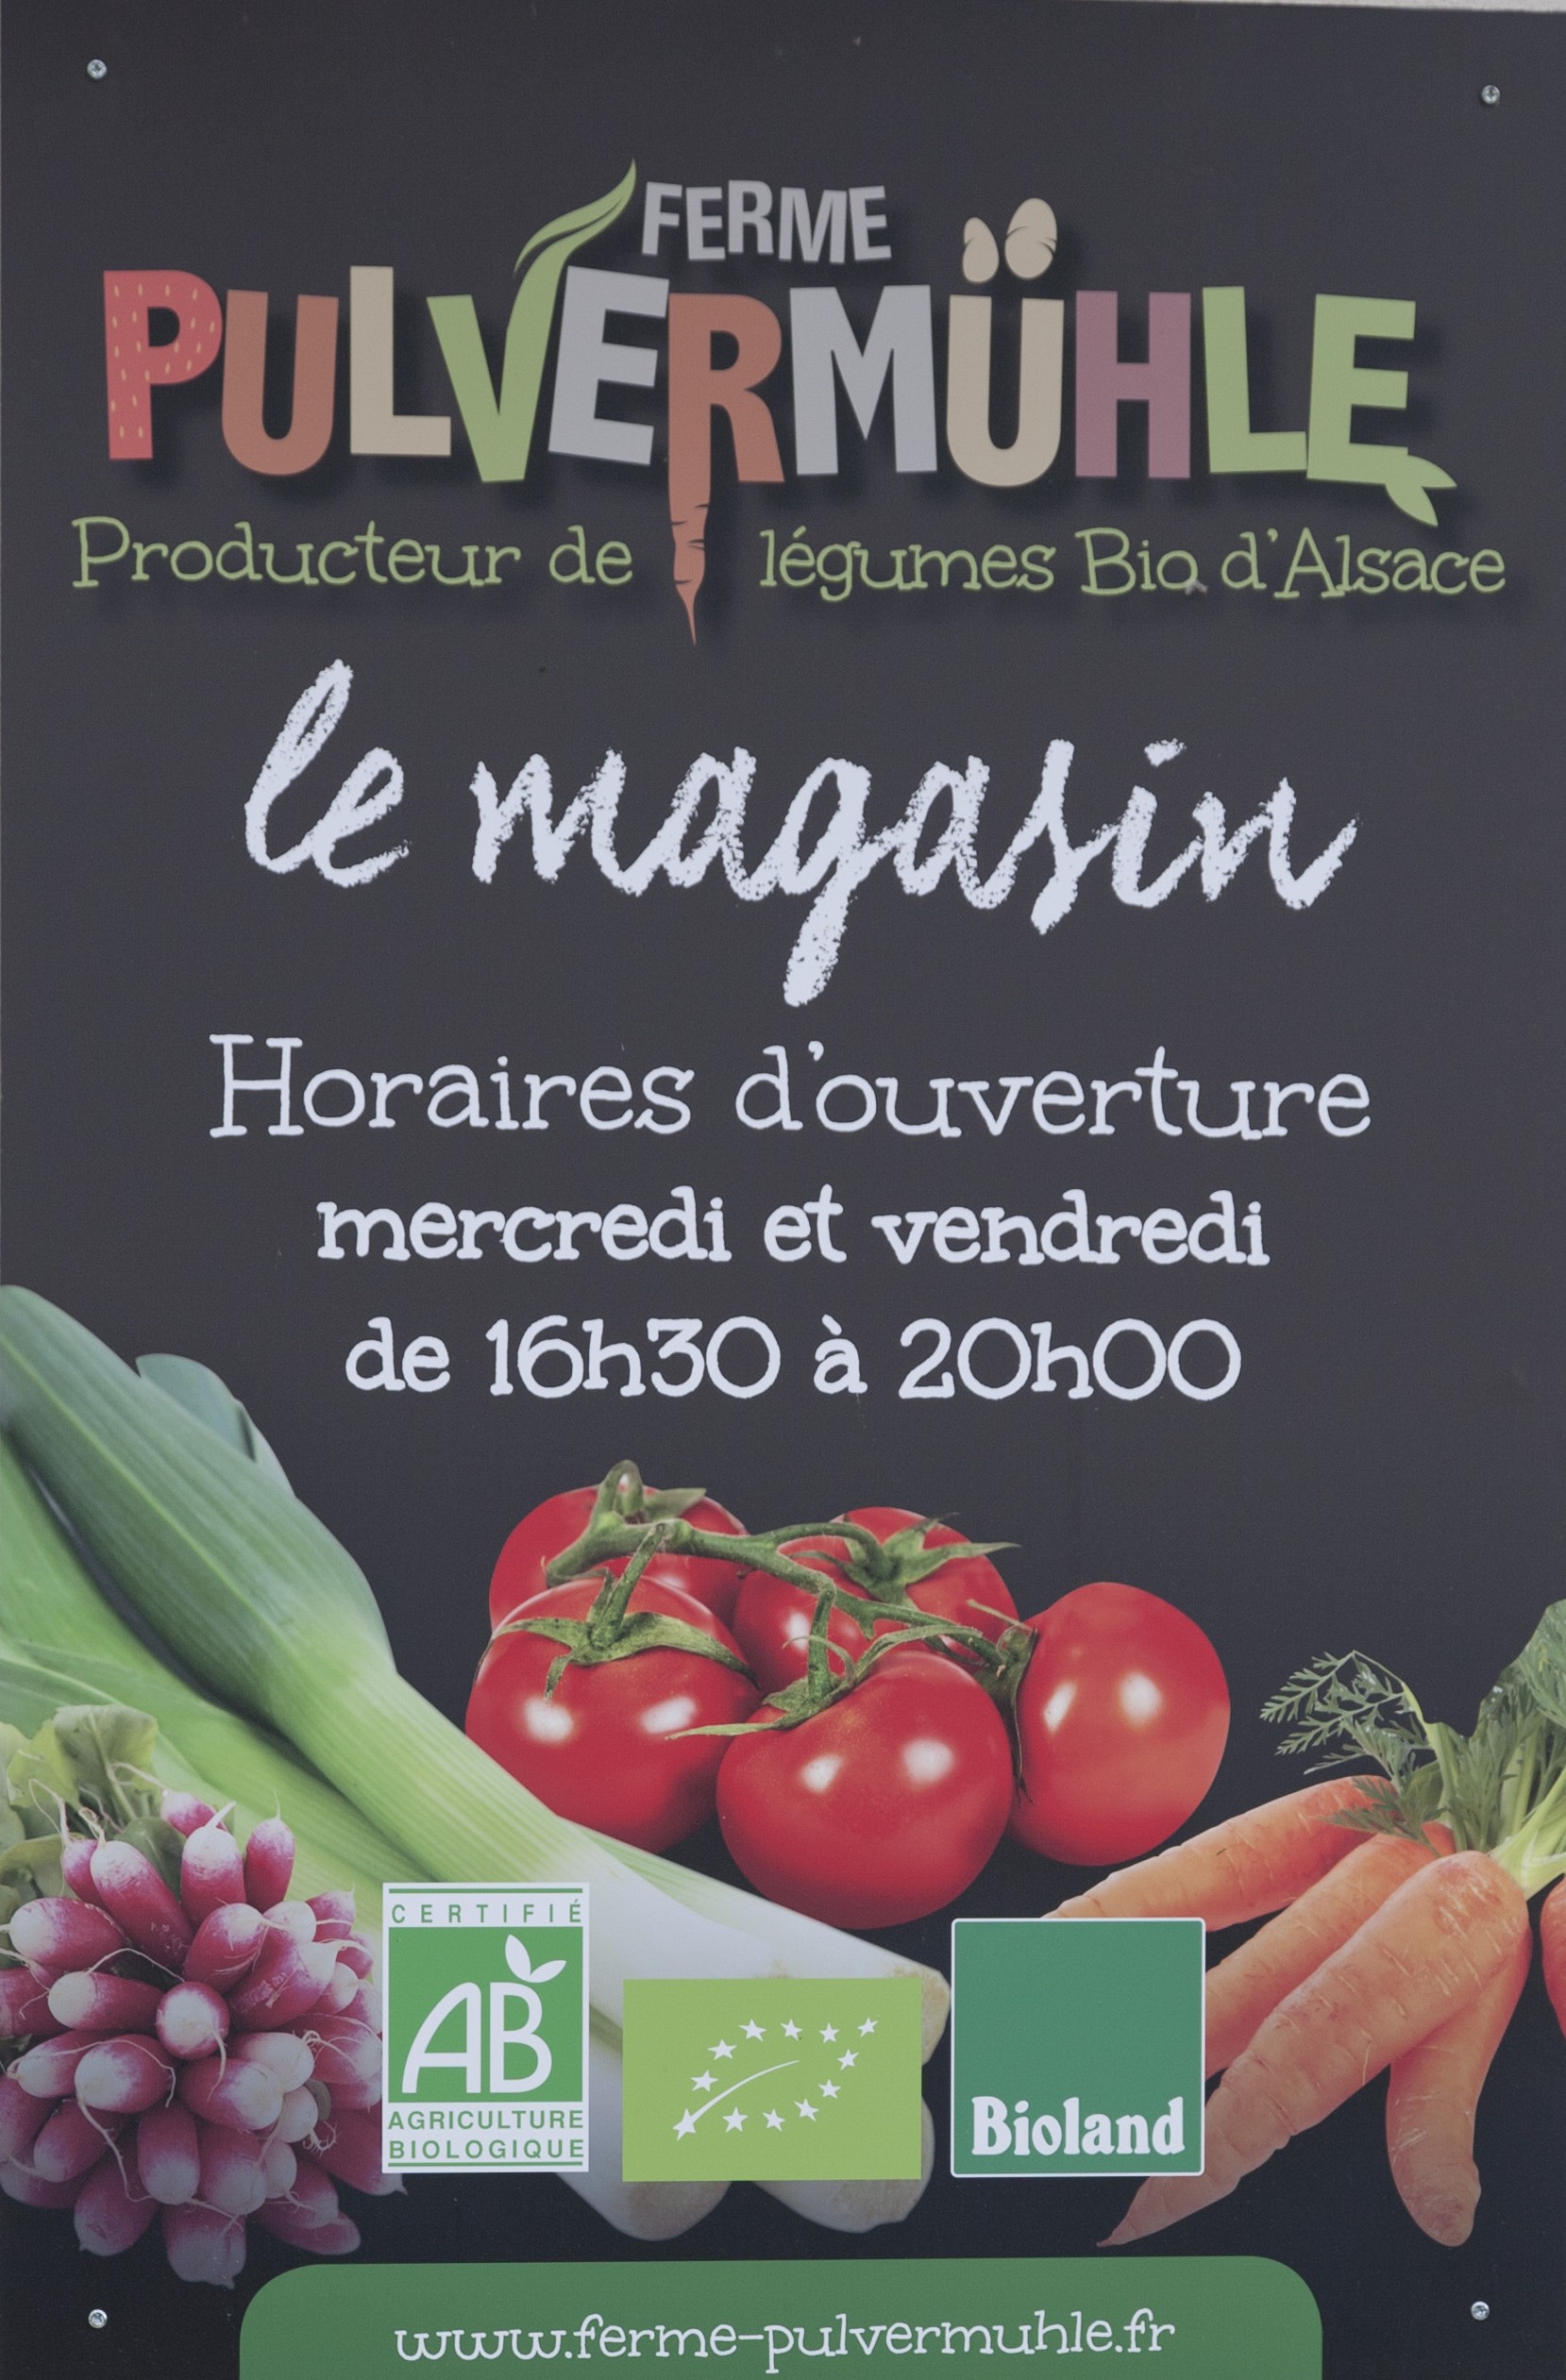 FERME
PULVERMÜHLE
Producteur de légumes Bio d'Alsace
le magasin
Horaires d'ouverture
mercredi et vendredi
de 16h30 à 20h00
CERTIFIÉ
AB
AGRICULTURE
BIOLOGIQUE
Bioland
www.ferme-pulvermuhle.fr